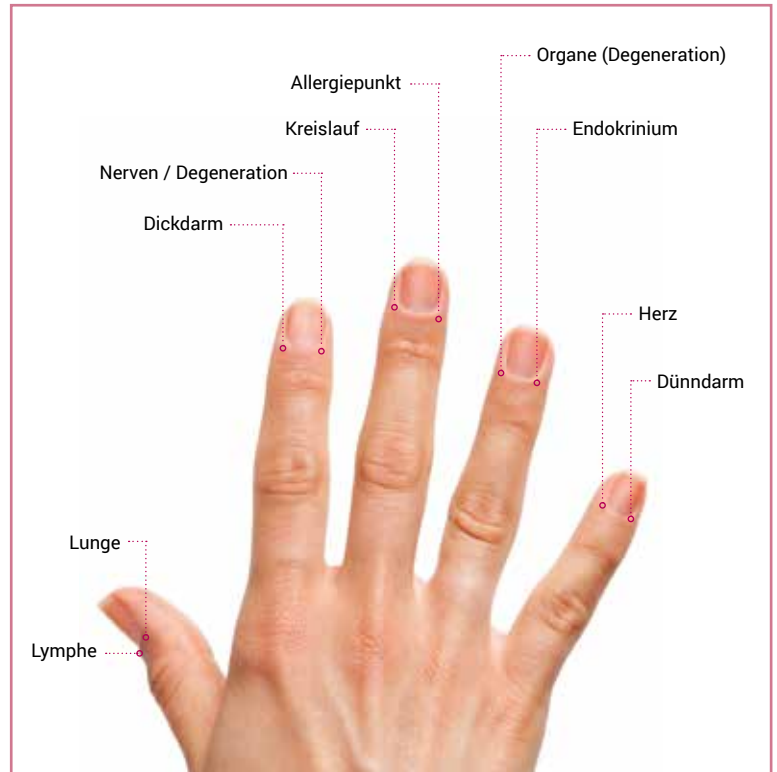 Organe (Degeneration)
Allergiepunkt
Kreislauf
Endokrinium
Nerven / Degeneration
Dickdarm
Herz
Dünndarm
Lunge
Lymphe